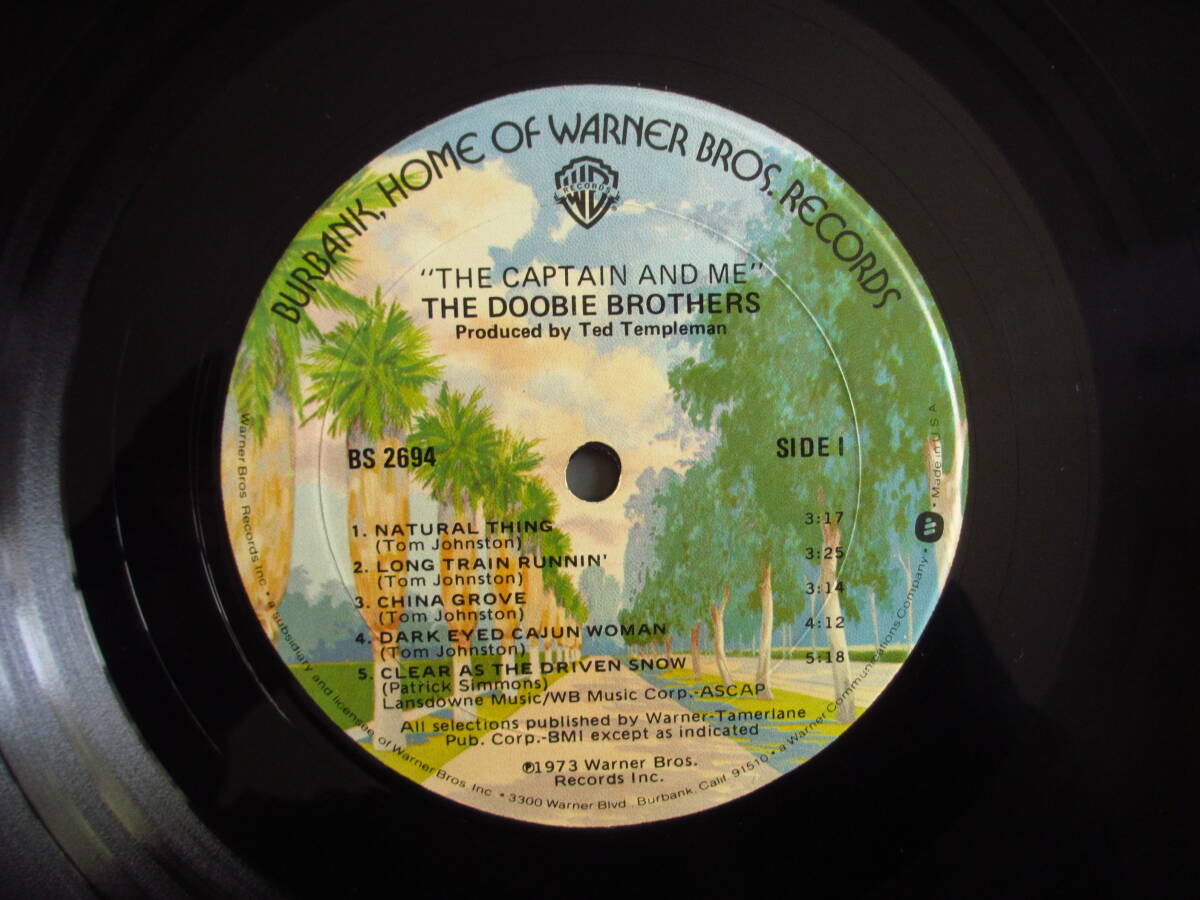 BURBANK, HOME OF WARNER BROS. RECORDS
RECORDS
"THE CAPTAIN AND ME"
THE DOOBIE BROTHERS
Produced by Ted Templeman
BS 2694
SIDE 1
1. NATURAL THING 3:17
(Tom Johnston)
2. LONG TRAIN RUNNIN' 3:25
(Tom Johnston)
3. CHINA GROVE 3:14
(Tom Johnston)
4. DARK EYED CAJUN WOMAN 4:12
(Tom Johnston)
5. CLEAR AS THE DRIVEN SNOW 5:18
(Patrick Simmons)
Lansdowne Music/WB Music Corp.-ASCAP
All selections published by Warner-Tamerlane
Pub. Corp.-BMI except as indicated
℗1973 Warner Bros.
Records Inc.
Warner Bros. Records Inc. • a subsidiary and licensee of Warner Bros. Inc. • 3300 Warner Blvd., Burbank, Calif. 91510 • a Warner Communications Company • Made in U S A